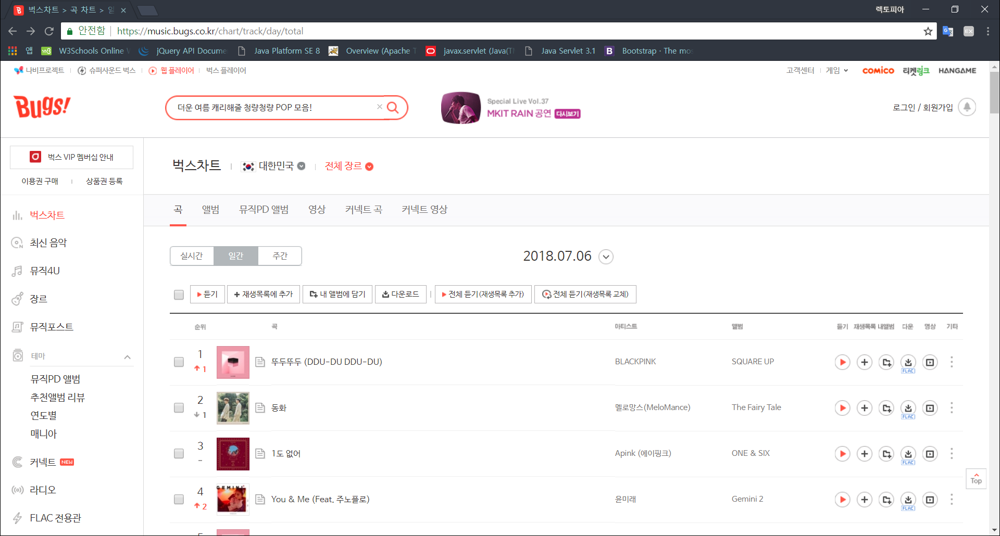 벅스차트 > 곡 차트 > 일
렉토피아
안전함 https://music.bugs.co.kr/chart/track/day/total
앱 W3Schools Online jQuery API Docume Java Platform SE 8 Overview (Apache T javax.servlet (Java(T Java Servlet 3.1 Bootstrap · The mos
나비프로젝트 슈퍼사운드 벅스 웹 플레이어 벅스 플레이어
고객센터 게임 comico 티켓링크 HANGAME
Bugs!
더운 여름 캐리해줄 청량청량 POP 모음!
Special Live Vol.37
MKIT RAIN 공연 다시보기
로그인 / 회원가입
벅스 VIP 멤버십 안내
이용권 구매 상품권 등록
벅스차트
최신 음악
뮤직4U
장르
뮤직포스트
테마
뮤직PD 앨범
추천앨범 리뷰
연도별
매니아
커넥트 NEW
라디오
FLAC 전용관
벅스차트 대한민국 전체 장르
곡 앨범 뮤직PD 앨범 영상 커넥트 곡 커넥트 영상
실시간 일간 주간
2018.07.06
듣기 재생목록에 추가 내 앨범에 담기 다운로드 전체 듣기(재생목록 추가) 전체 듣기(재생목록 교체)
순위 곡 아티스트 앨범 듣기 재생목록 내앨범 다운 영상 기타
1 뚜두뚜두 (DDU-DU DDU-DU) BLACKPINK SQUARE UP
1 FLAC
2 동화 멜로망스(MeloMance) The Fairy Tale
1 FLAC
3 1도 없어 Apink (에이핑크) ONE & SIX
- FLAC
4 GEMINI You & Me (Feat. 주노플로) 윤미래 Gemini 2
2 FLAC
5
Top